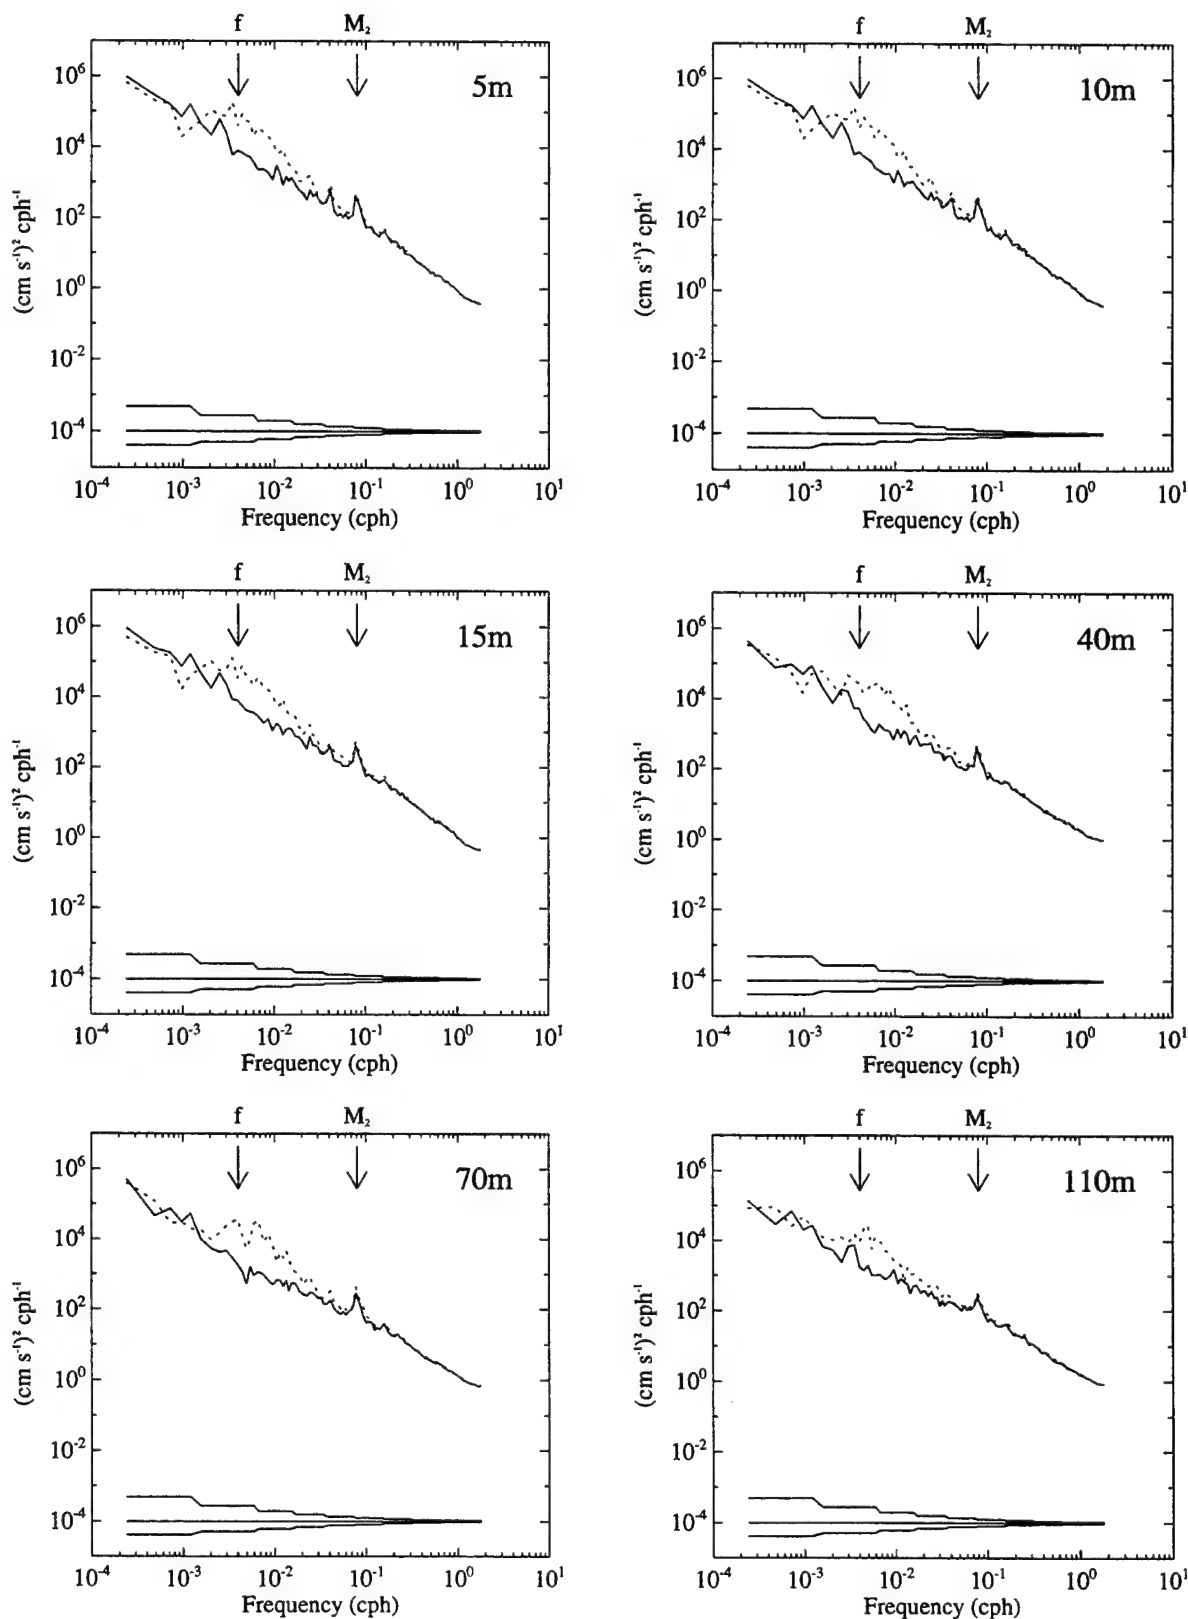 f M₂
5m
(cm s⁻¹)² cph⁻¹
10⁶
10⁴
10²
10⁰
10⁻²
10⁻⁴
10⁻⁴ 10⁻³ 10⁻² 10⁻¹ 10⁰ 10¹
Frequency (cph)
f M₂
10m
(cm s⁻¹)² cph⁻¹
10⁶
10⁴
10²
10⁰
10⁻²
10⁻⁴
10⁻⁴ 10⁻³ 10⁻² 10⁻¹ 10⁰ 10¹
Frequency (cph)
f M₂
15m
(cm s⁻¹)² cph⁻¹
10⁶
10⁴
10²
10⁰
10⁻²
10⁻⁴
10⁻⁴ 10⁻³ 10⁻² 10⁻¹ 10⁰ 10¹
Frequency (cph)
f M₂
40m
(cm s⁻¹)² cph⁻¹
10⁶
10⁴
10²
10⁰
10⁻²
10⁻⁴
10⁻⁴ 10⁻³ 10⁻² 10⁻¹ 10⁰ 10¹
Frequency (cph)
f M₂
70m
(cm s⁻¹)² cph⁻¹
10⁶
10⁴
10²
10⁰
10⁻²
10⁻⁴
10⁻⁴ 10⁻³ 10⁻² 10⁻¹ 10⁰ 10¹
Frequency (cph)
f M₂
110m
(cm s⁻¹)² cph⁻¹
10⁶
10⁴
10²
10⁰
10⁻²
10⁻⁴
10⁻⁴ 10⁻³ 10⁻² 10⁻¹ 10⁰ 10¹
Frequency (cph)